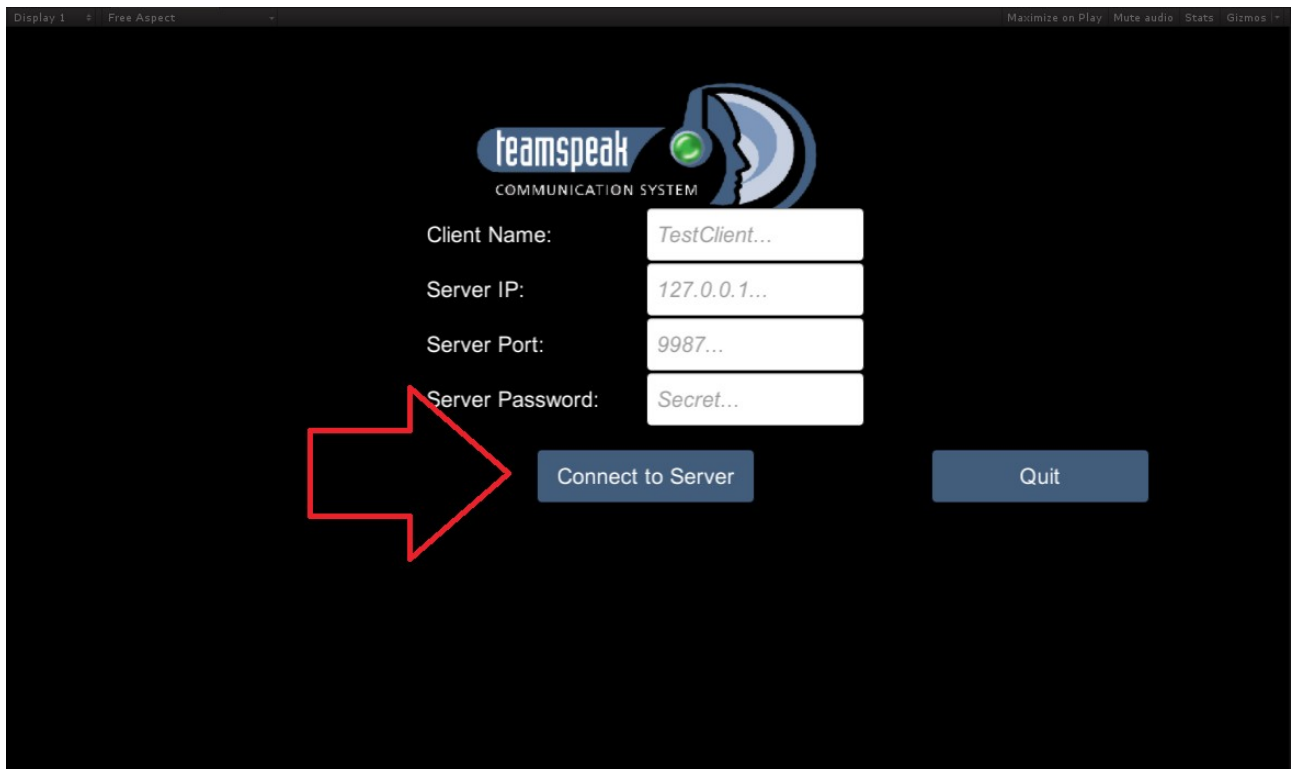 Display 1 Free Aspect Maximize on Play Mute audio Stats Gizmos
teamspeak
COMMUNICATION SYSTEM
Client Name: TestClient...
Server IP: 127.0.0.1...
Server Port: 9987...
Server Password: Secret...
Connect to Server Quit